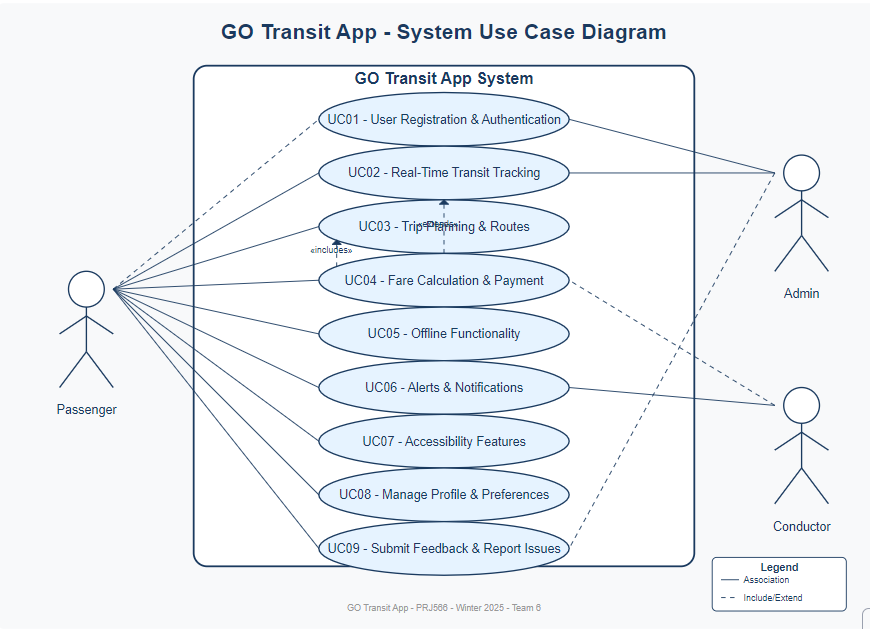 GO Transit App - System Use Case Diagram
GO Transit App System
UC01 - User Registration & Authentication
UC02 - Real-Time Transit Tracking
UC03 - Trip Planning & Routes
«includes»
UC04 - Fare Calculation & Payment
UC05 - Offline Functionality
UC06 - Alerts & Notifications
UC07 - Accessibility Features
UC08 - Manage Profile & Preferences
UC09 - Submit Feedback & Report Issues
Passenger
Admin
Conductor
Legend
Association
Include/Extend
GO Transit App - PRJ566 - Winter 2025 - Team 6